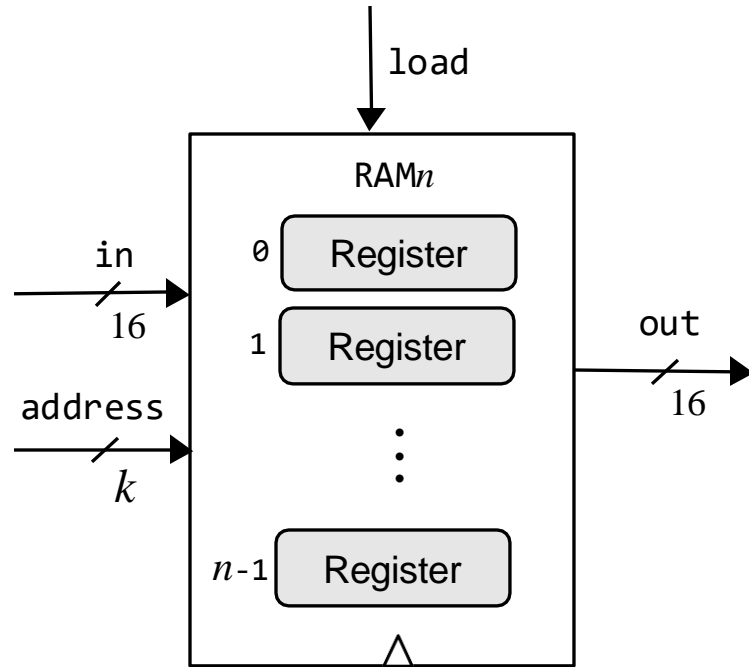 load
RAMn
0 Register
in
16
1 Register
out
16
address
k
n-1 Register